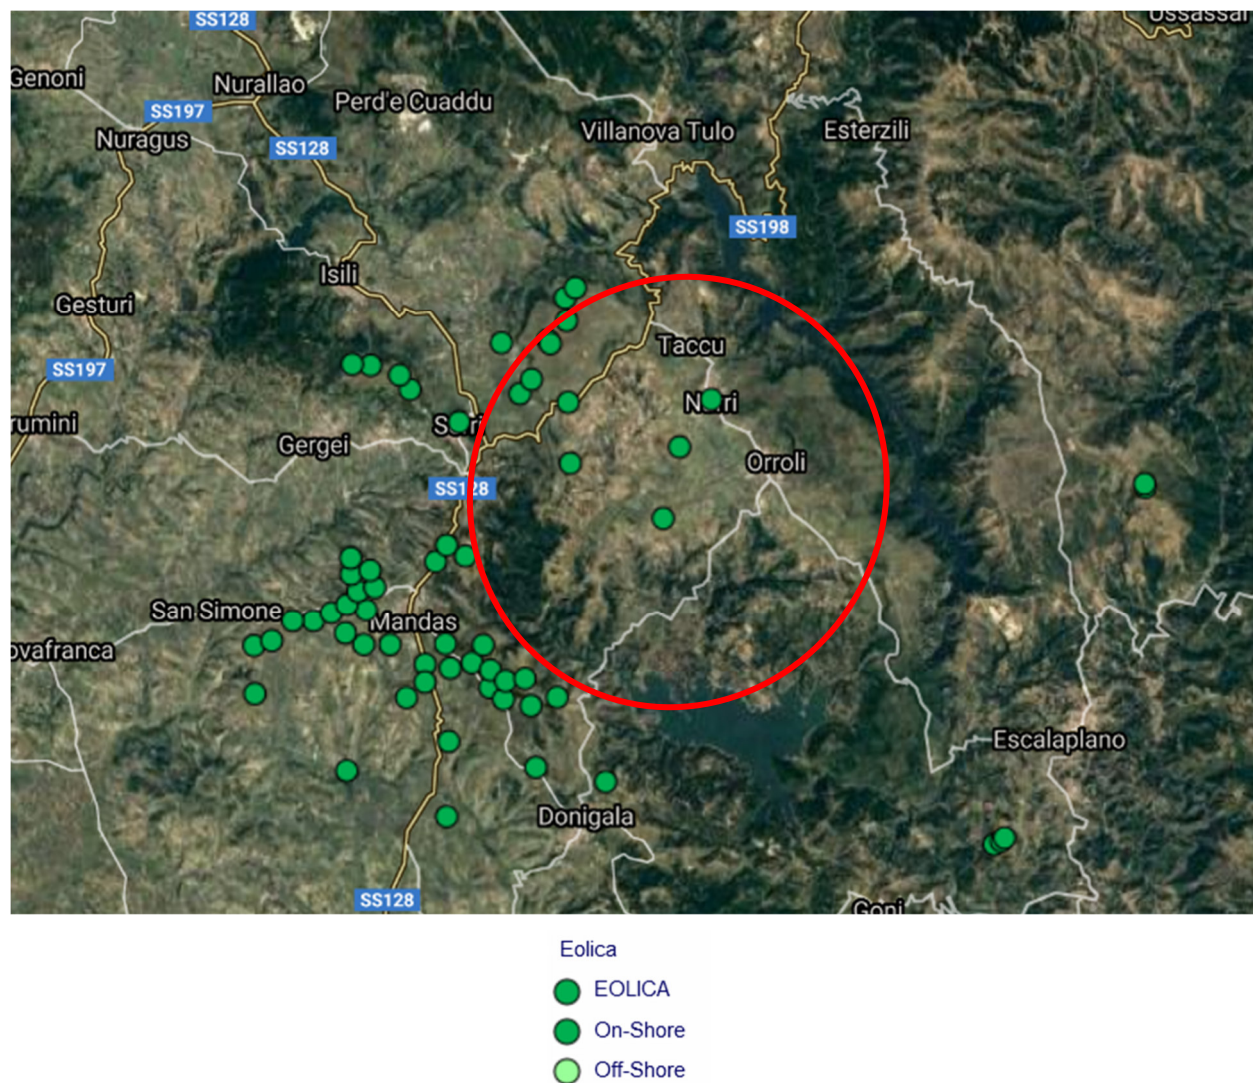 SS128
Ussassai
Genoni
Nurallao
Perd'e Cuaddu
SS197
Nuragus
SS128
Villanova Tulo
Esterzili
SS198
Isili
Gesturi
Taccu
SS197
rumini
Gergei
Orroli
SS128
San Simone
Mandas
ovafranca
Escalaplano
Donigala
SS128
Goni
Eolica
EOLICA
On-Shore
Off-Shore